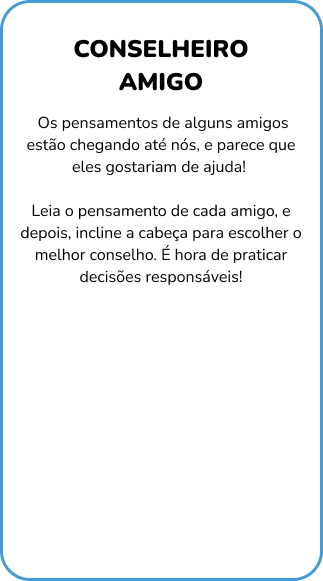 CONSELHEIRO
AMIGO
Os pensamentos de alguns amigos
estão chegando até nós, e parece que
eles gostariam de ajuda!
Leia o pensamento de cada amigo, e
depois, incline a cabeça para escolher o
melhor conselho. É hora de praticar
decisões responsáveis!